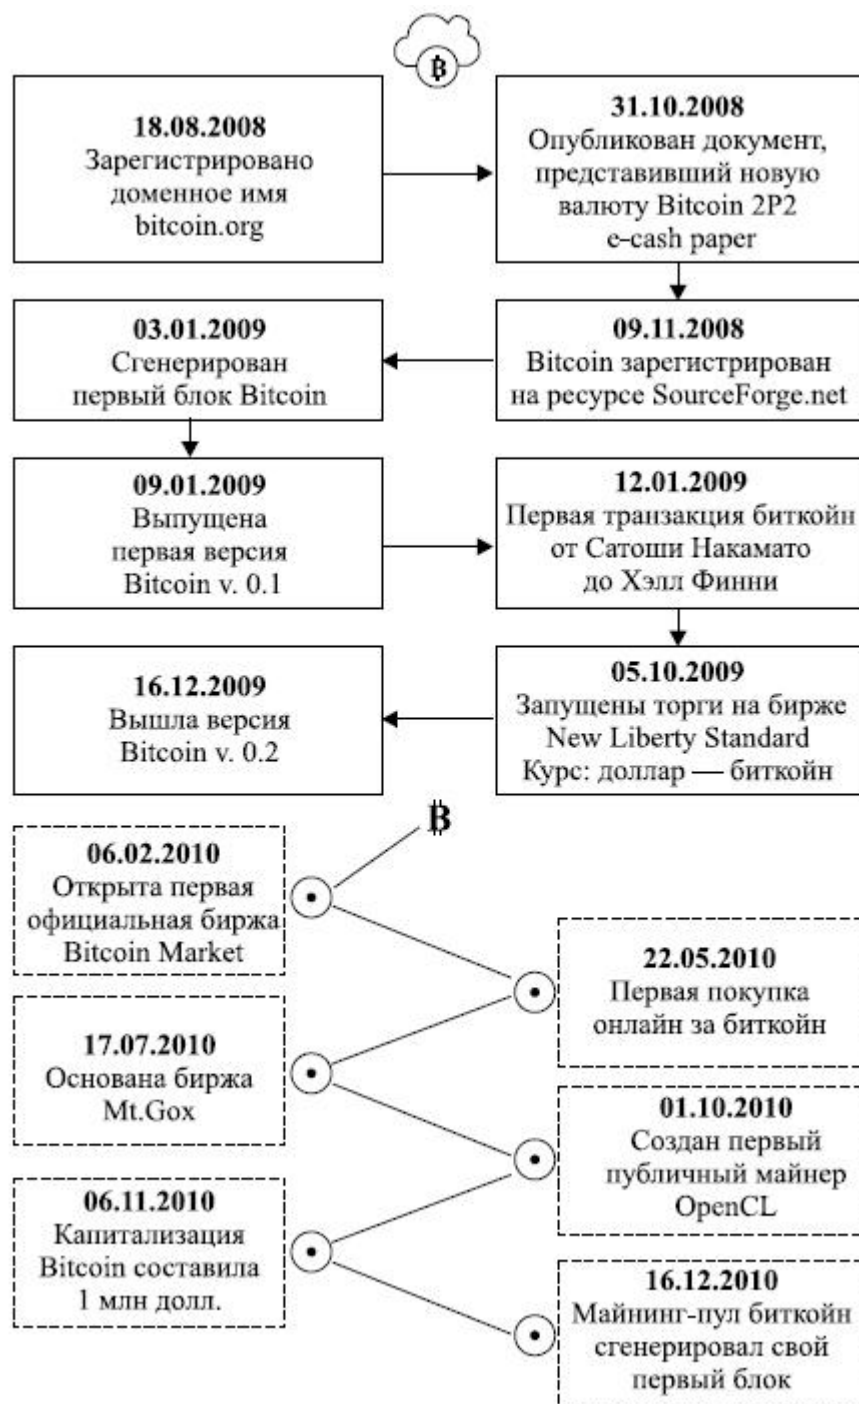 ₿
18.08.2008
Зарегистрировано
доменное имя
bitcoin.org
31.10.2008
Опубликован документ,
представивший новую
валюту Bitcoin 2P2
e-cash paper
09.11.2008
Bitcoin зарегистрирован
на ресурсе SourceForge.net
03.01.2009
Сгенерирован
первый блок Bitcoin
09.01.2009
Выпущена
первая версия
Bitcoin v. 0.1
12.01.2009
Первая транзакция биткойн
от Сатоши Накамато
до Хэлл Финни
05.10.2009
Запущены торги на бирже
New Liberty Standard
Курс: доллар — биткойн
16.12.2009
Вышла версия
Bitcoin v. 0.2
₿
06.02.2010
Открыта первая
официальная биржа
Bitcoin Market
22.05.2010
Первая покупка
онлайн за биткойн
17.07.2010
Основана биржа
Mt.Gox
01.10.2010
Создан первый
публичный майнер
OpenCL
06.11.2010
Капитализация
Bitcoin составила
1 млн долл.
16.12.2010
Майнинг-пул биткойн
сгенерировал свой
первый блок